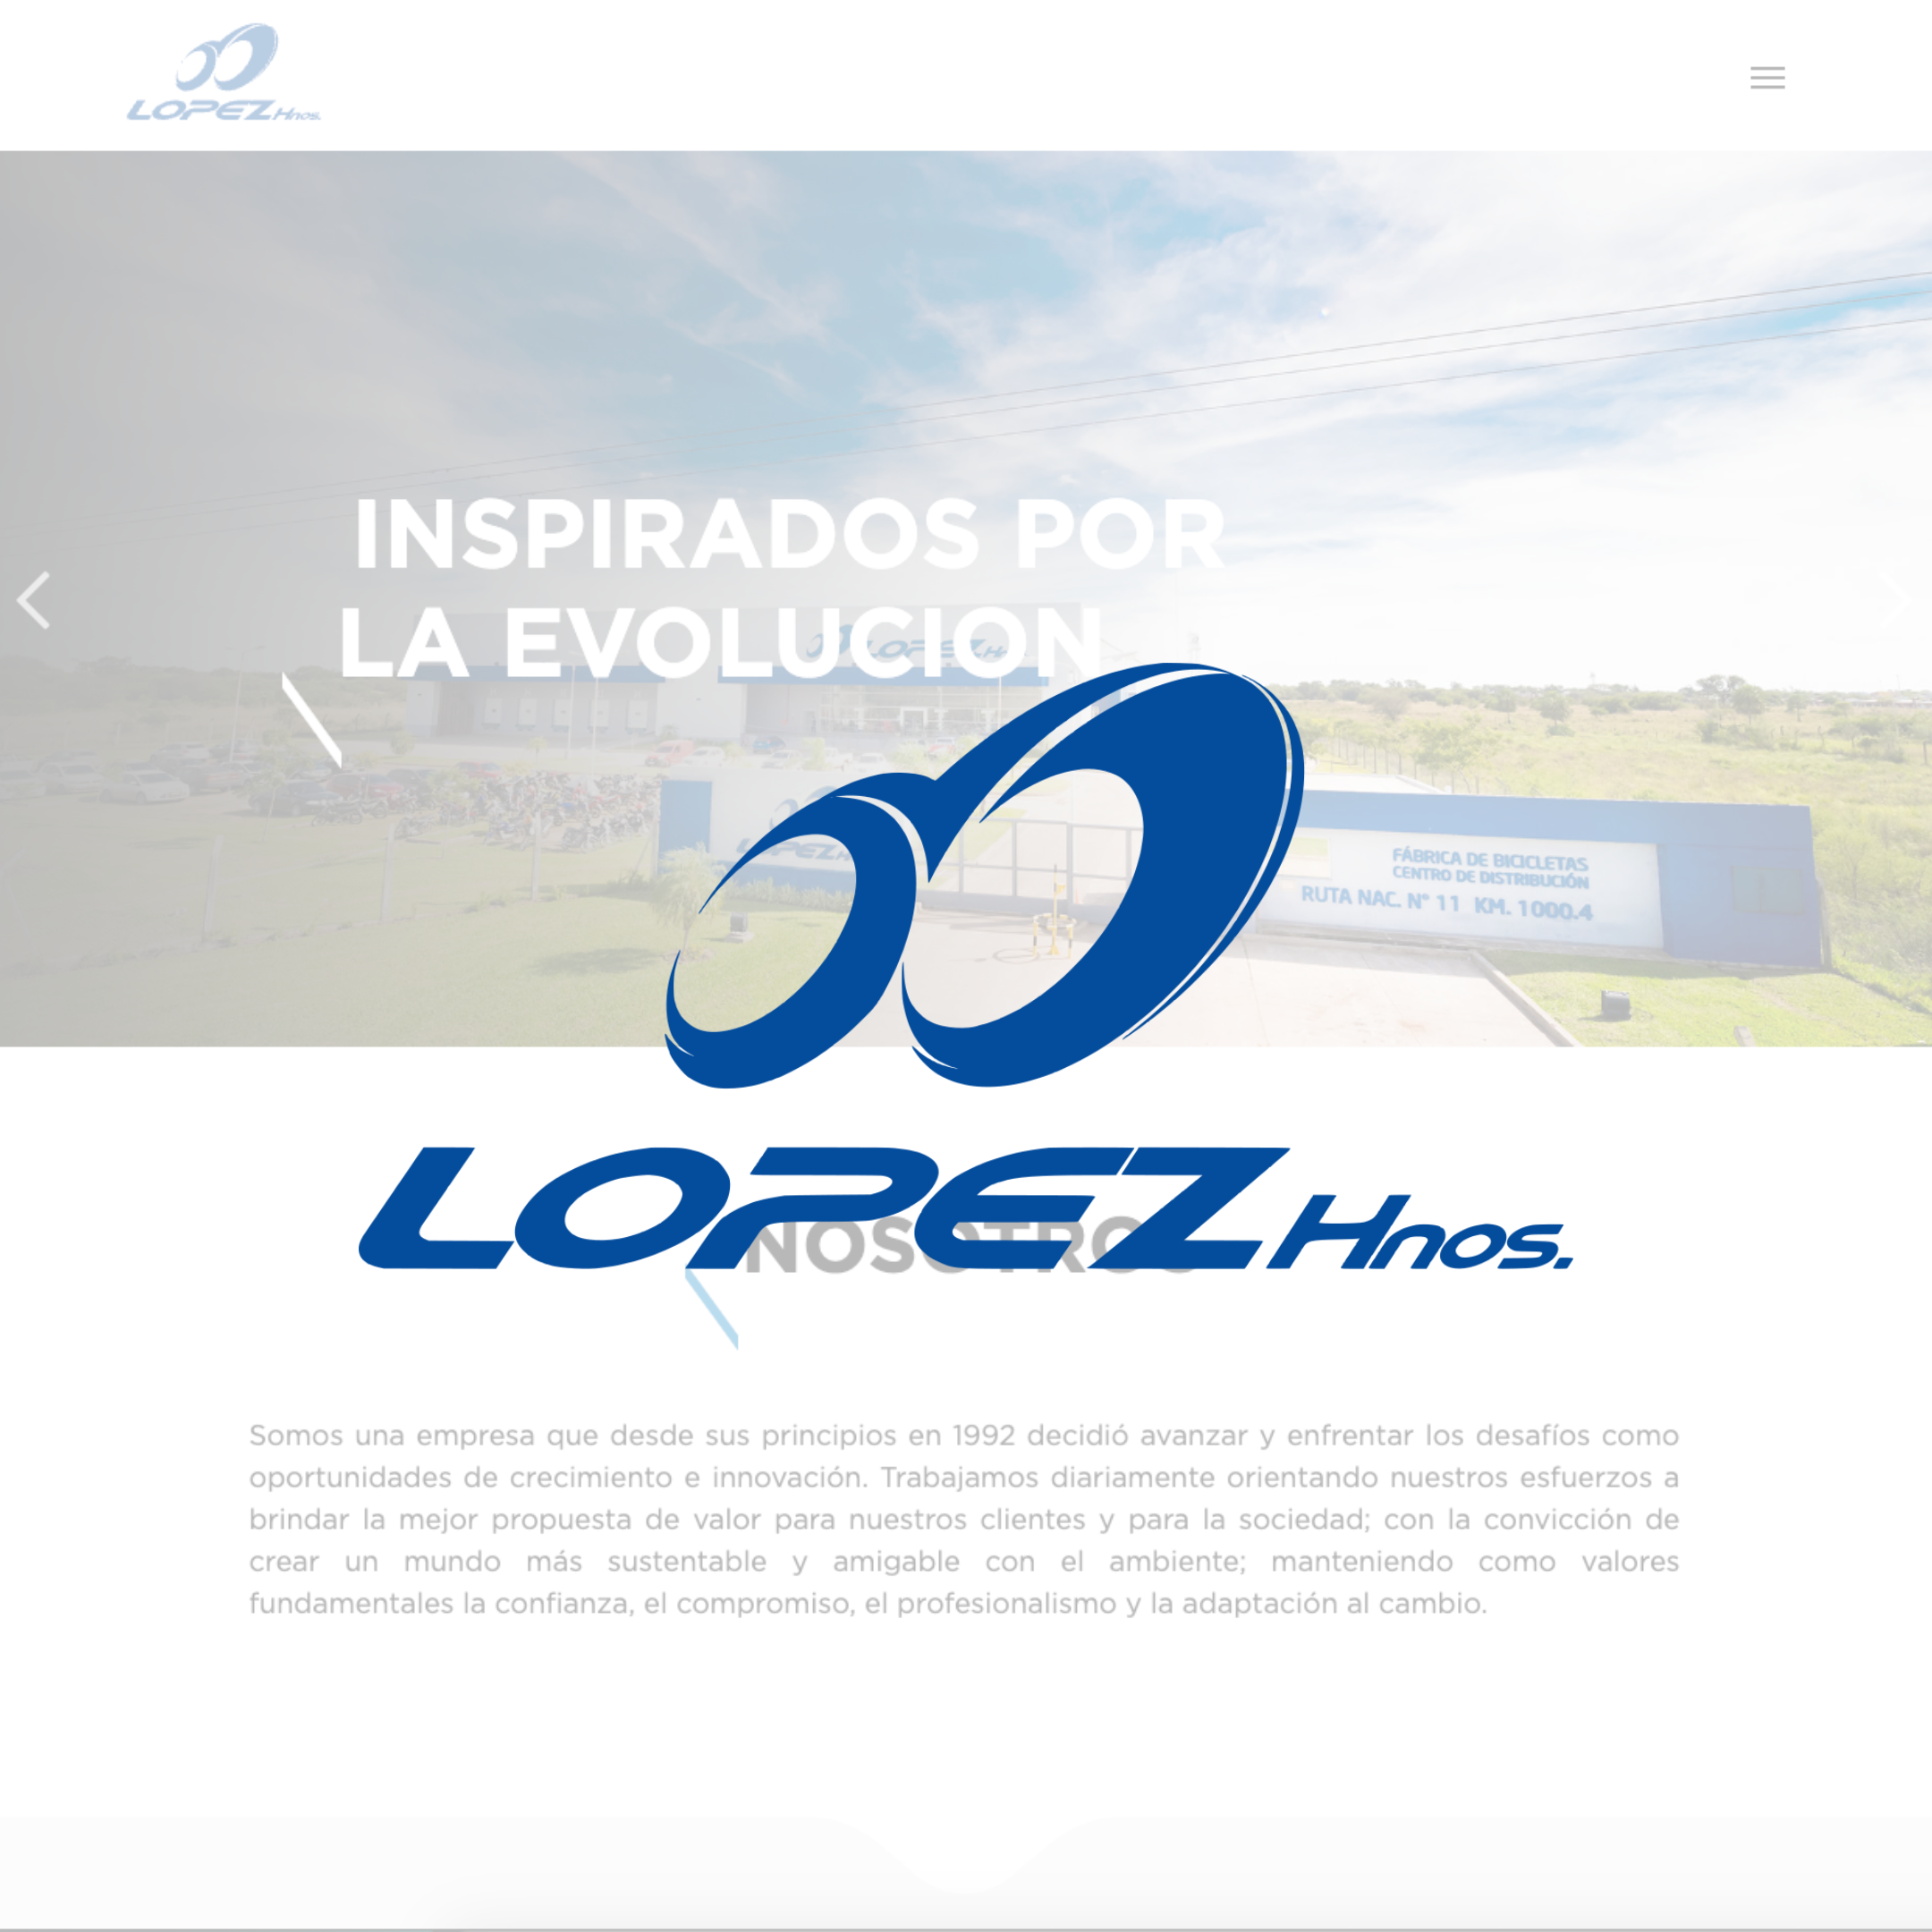 LOPEZ Hnos.
INSPIRADOS POR
LA EVOLUCION
LOPEZ H
LOPEZ
FÁBRICA DE BICICLETAS
CENTRO DE DISTRIBUCIÓN
RUTA NAC. N° 11 KM. 1000.4
LOPEZ Hnos.
NOSOTROS
Somos una empresa que desde sus principios en 1992 decidió avanzar y enfrentar los desafíos como
oportunidades de crecimiento e innovación. Trabajamos diariamente orientando nuestros esfuerzos a
brindar la mejor propuesta de valor para nuestros clientes y para la sociedad; con la convicción de
crear un mundo más sustentable y amigable con el ambiente; manteniendo como valores
fundamentales la confianza, el compromiso, el profesionalismo y la adaptación al cambio.